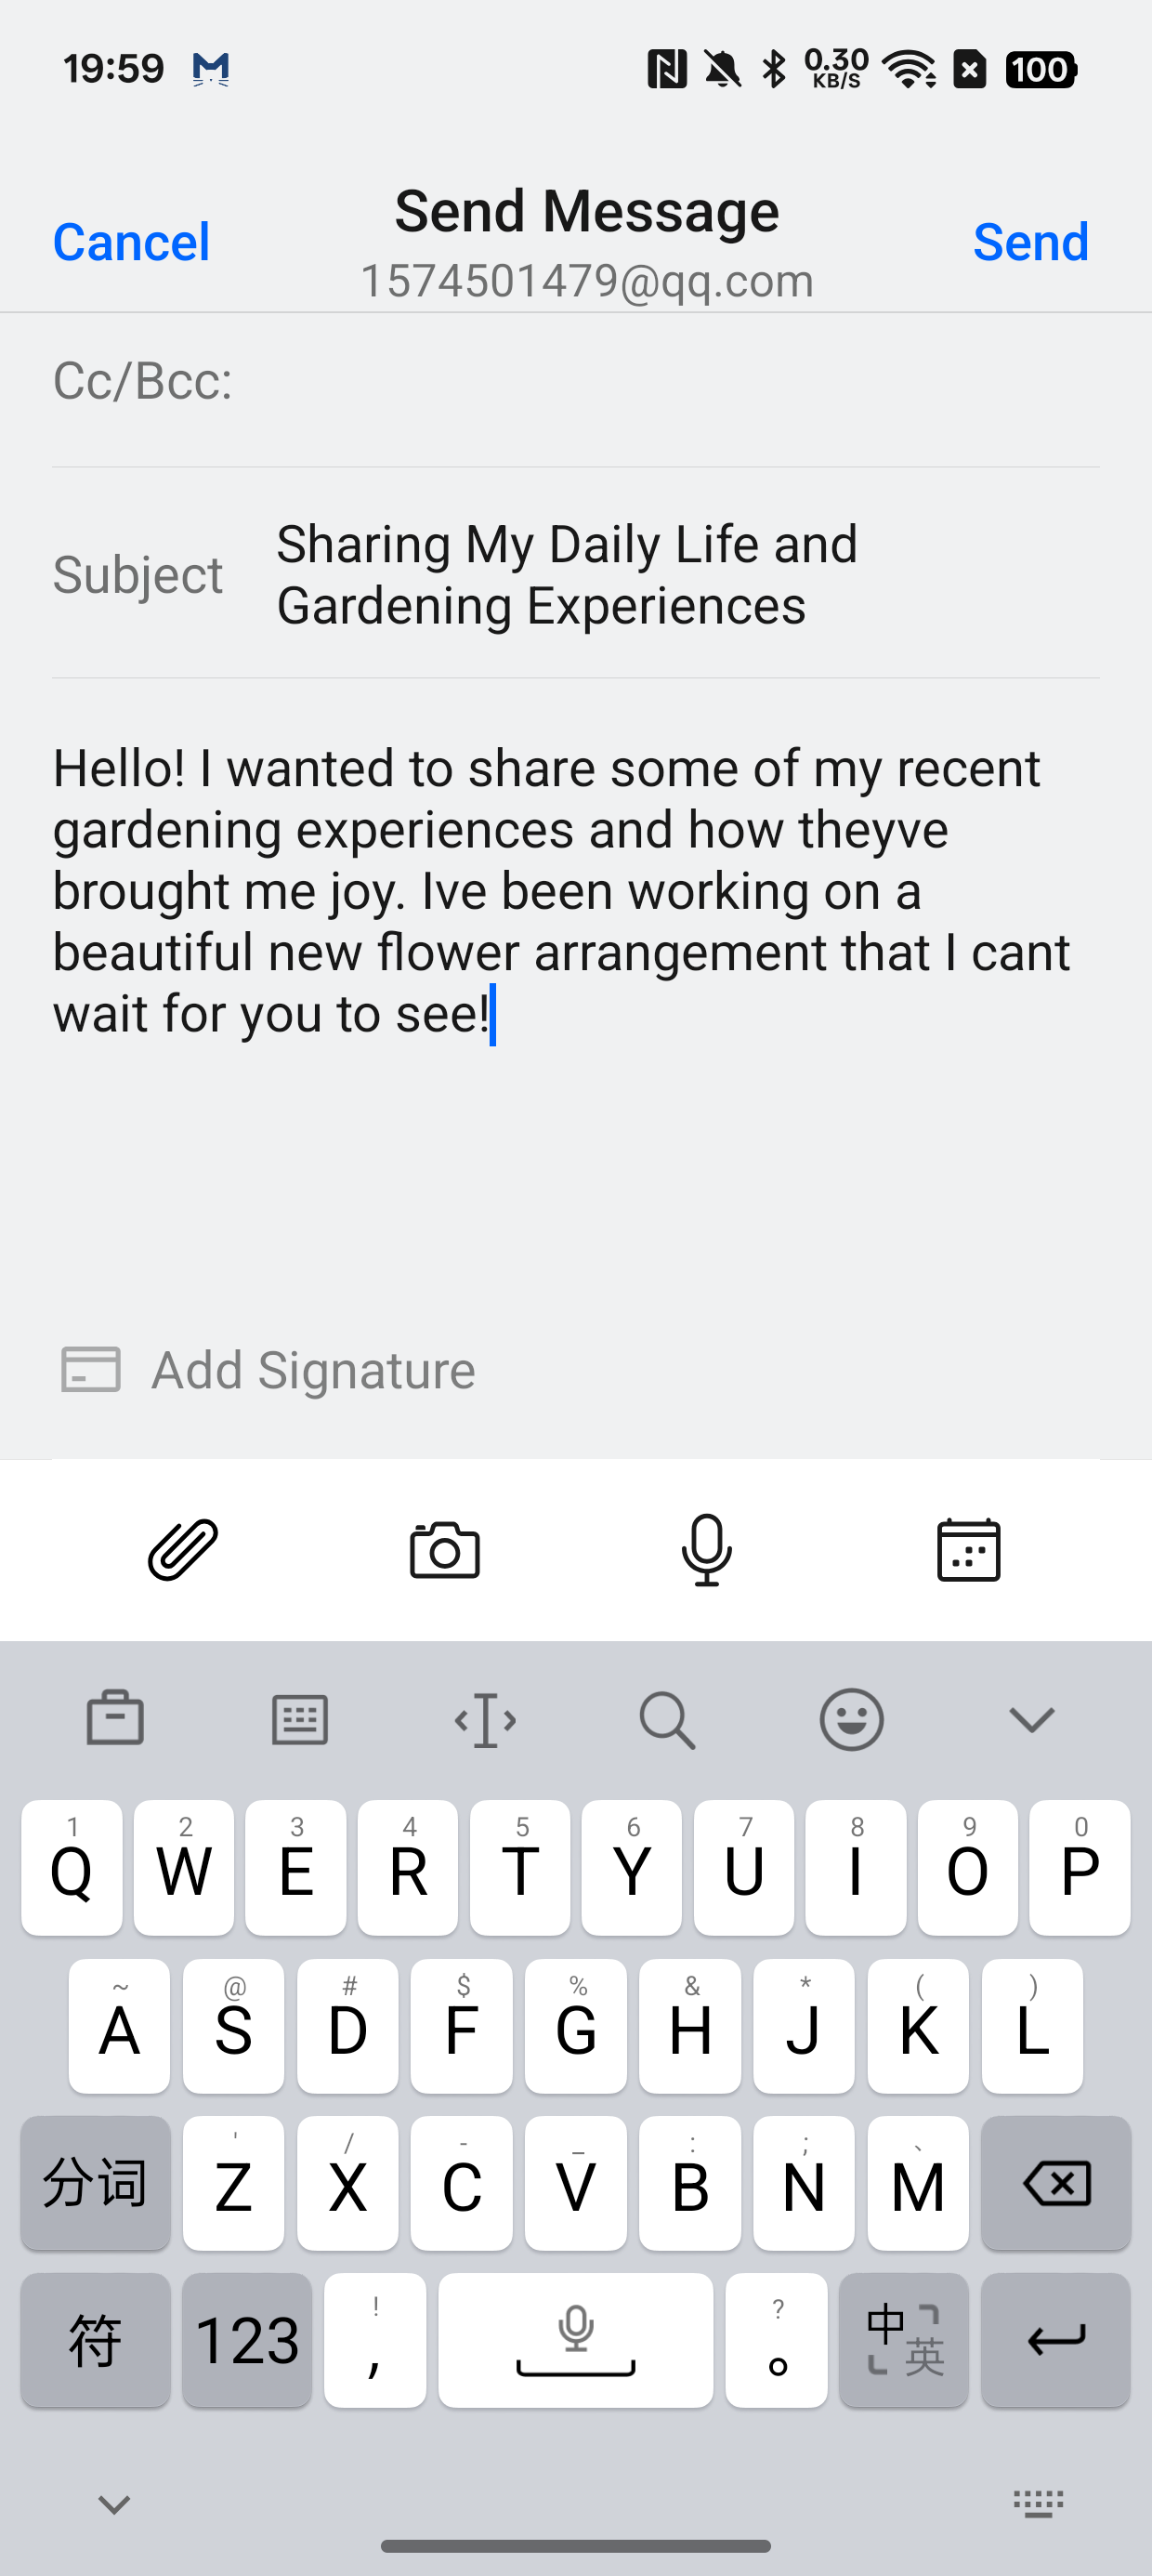 19:59
0.30
KB/S
100
Cancel
Send Message
Send
1574501479@qq.com
Cc/Bcc:
Subject
Sharing My Daily Life and
Gardening Experiences
Hello! I wanted to share some of my recent
gardening experiences and how theyve
brought me joy. Ive been working on a
beautiful new flower arrangement that I cant
wait for you to see!
Add Signature
1 2 3 4 5 6 7 8 9 0
Q W E R T Y U I O P
~ @ # $ % & * ( )
A S D F G H J K L
' / - _ : ; 、
分词 Z X C V B N M
! ?
符 123 , 。 中 英